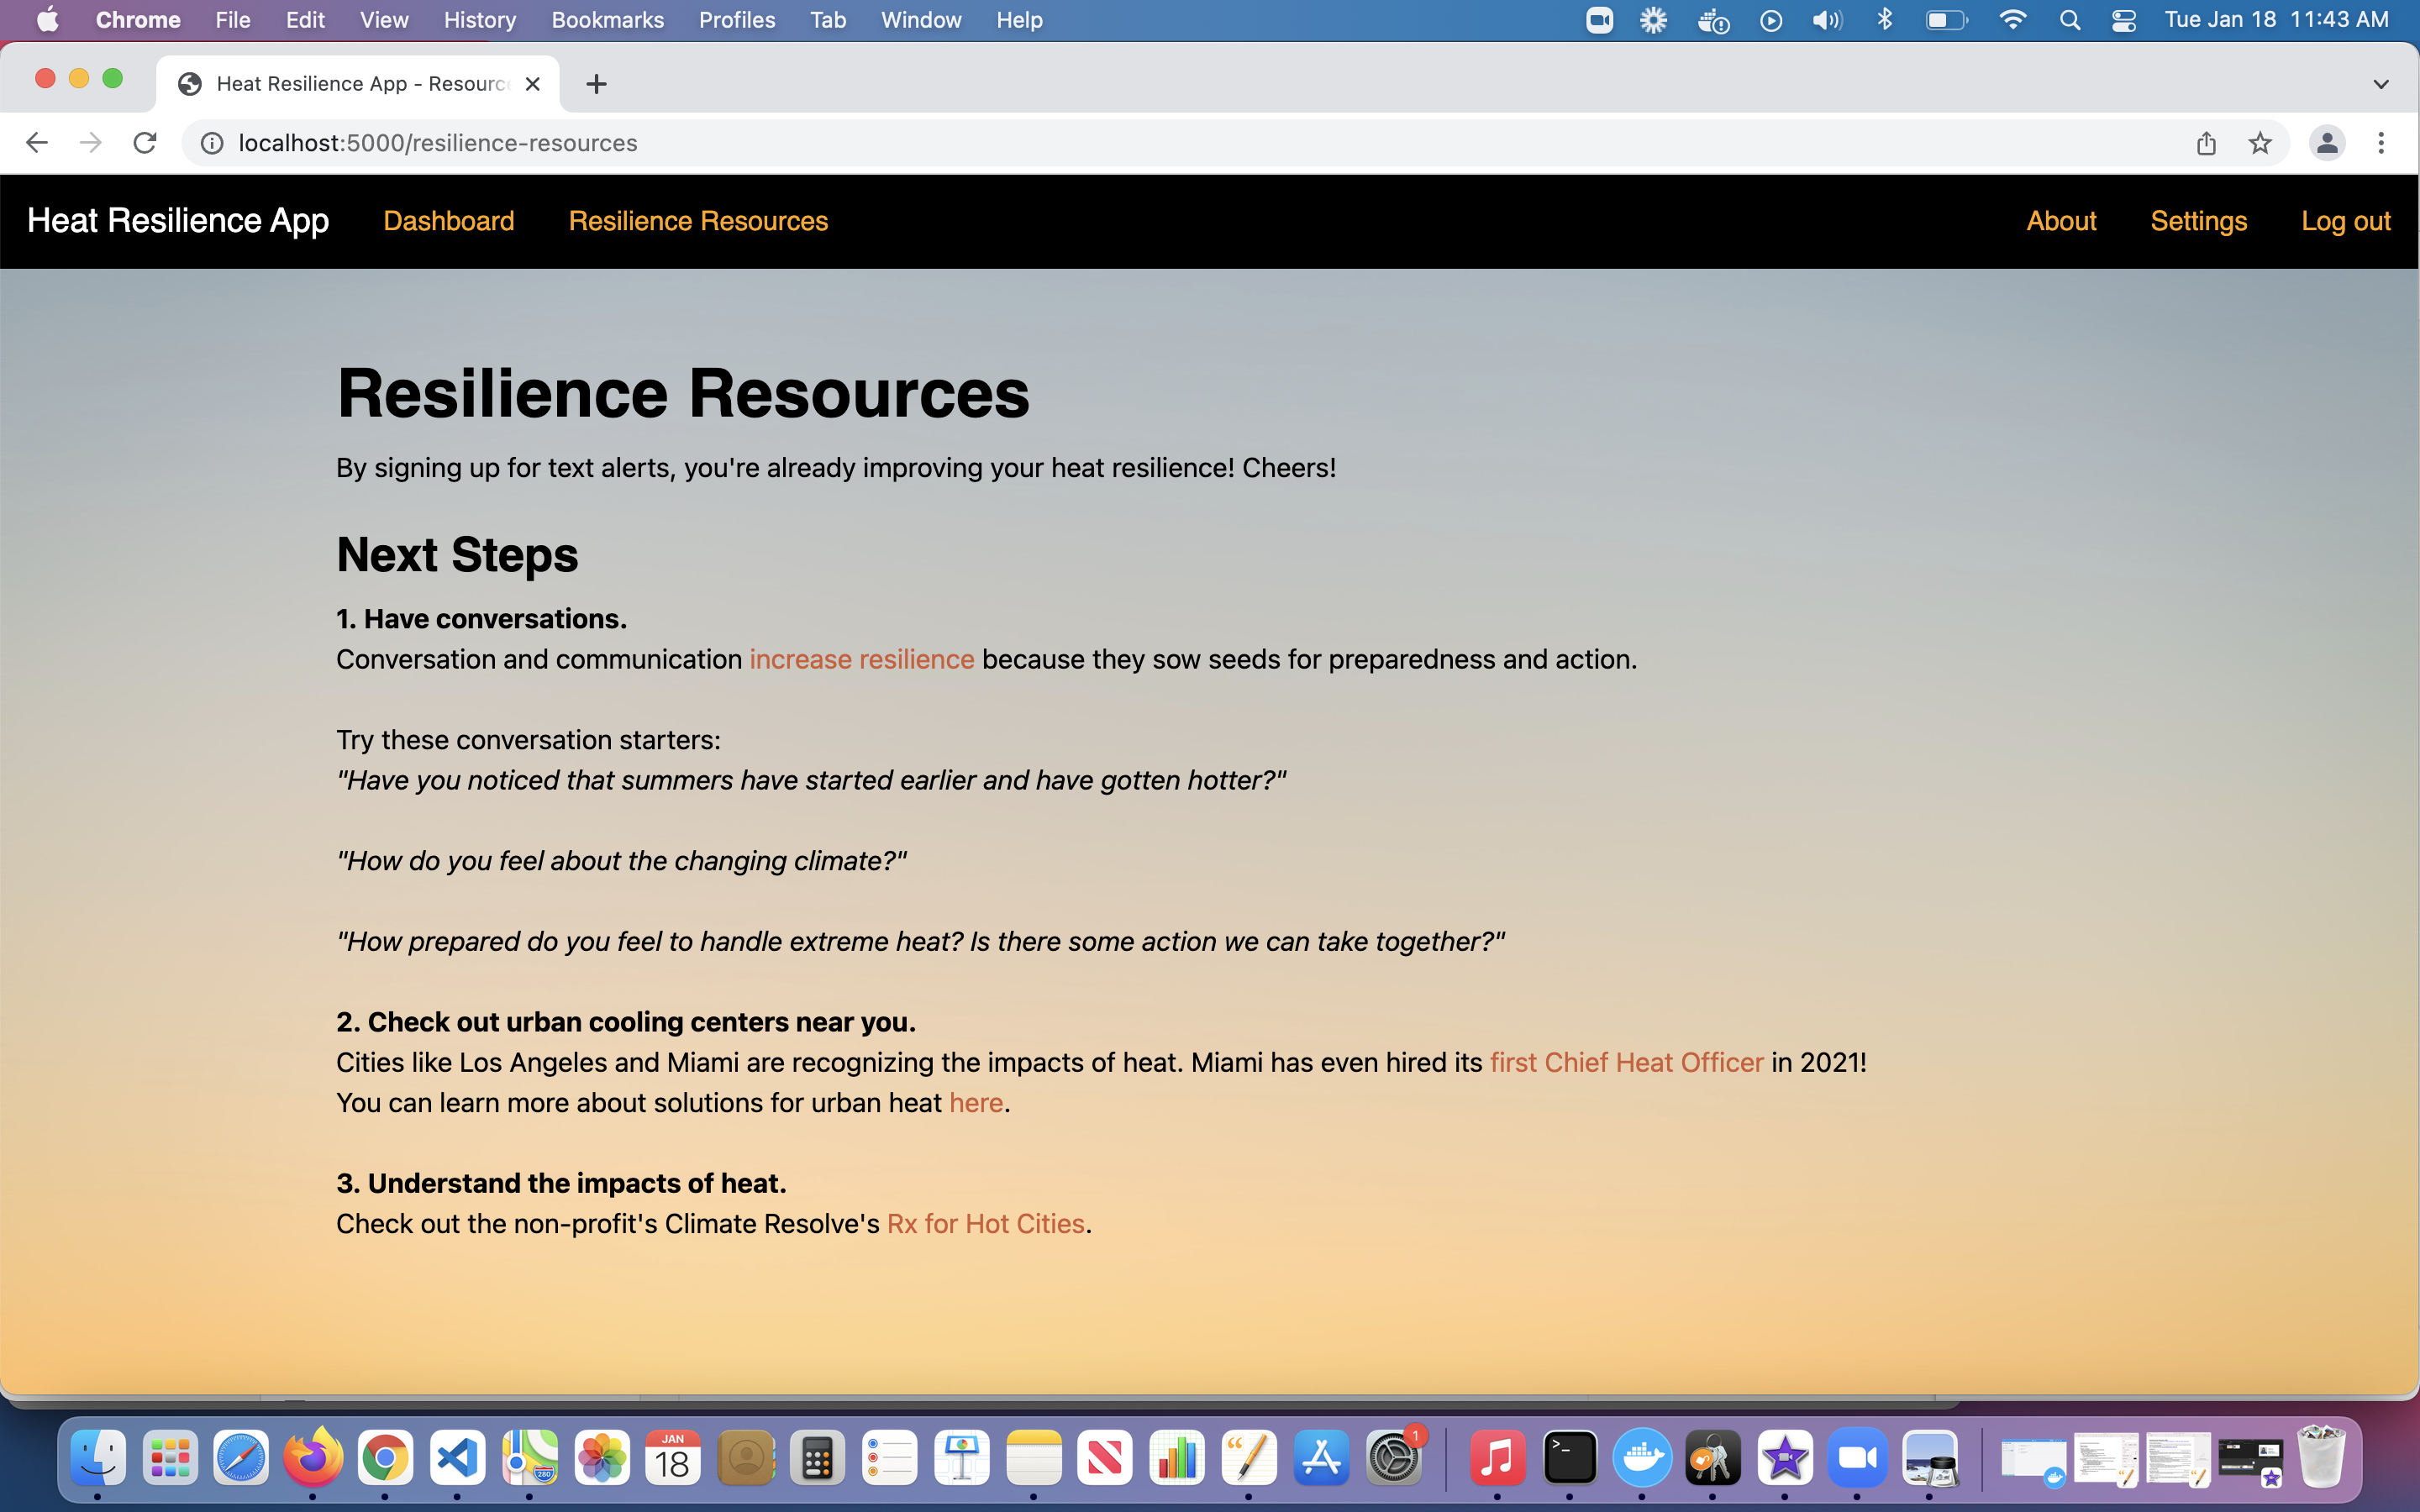 Chrome File Edit View History Bookmarks Profiles Tab Window Help Tue Jan 18 11:43 AM
Heat Resilience App - Resourc
localhost:5000/resilience-resources
Heat Resilience App Dashboard Resilience Resources About Settings Log out
Resilience Resources
By signing up for text alerts, you're already improving your heat resilience! Cheers!
Next Steps
1. Have conversations.
Conversation and communication increase resilience because they sow seeds for preparedness and action.
Try these conversation starters:
"Have you noticed that summers have started earlier and have gotten hotter?"
"How do you feel about the changing climate?"
"How prepared do you feel to handle extreme heat? Is there some action we can take together?"
2. Check out urban cooling centers near you.
Cities like Los Angeles and Miami are recognizing the impacts of heat. Miami has even hired its first Chief Heat Officer in 2021!
You can learn more about solutions for urban heat here.
3. Understand the impacts of heat.
Check out the non-profit's Climate Resolve's Rx for Hot Cities.
JAN
18
280
1